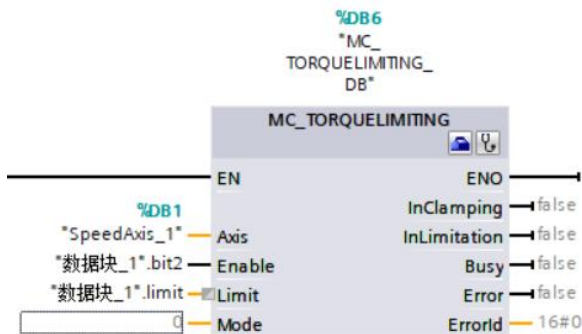 %DB6
"MC_
TORQUELIMITING_
DB"
MC_TORQUELIMITING
EN ENO
InClamping false
%DB1
"SpeedAxis_1" Axis InLimitation false
"数据块_1".bit2 Enable Busy false
"数据块_1".limit Limit Error false
0 Mode ErrorId 16#0